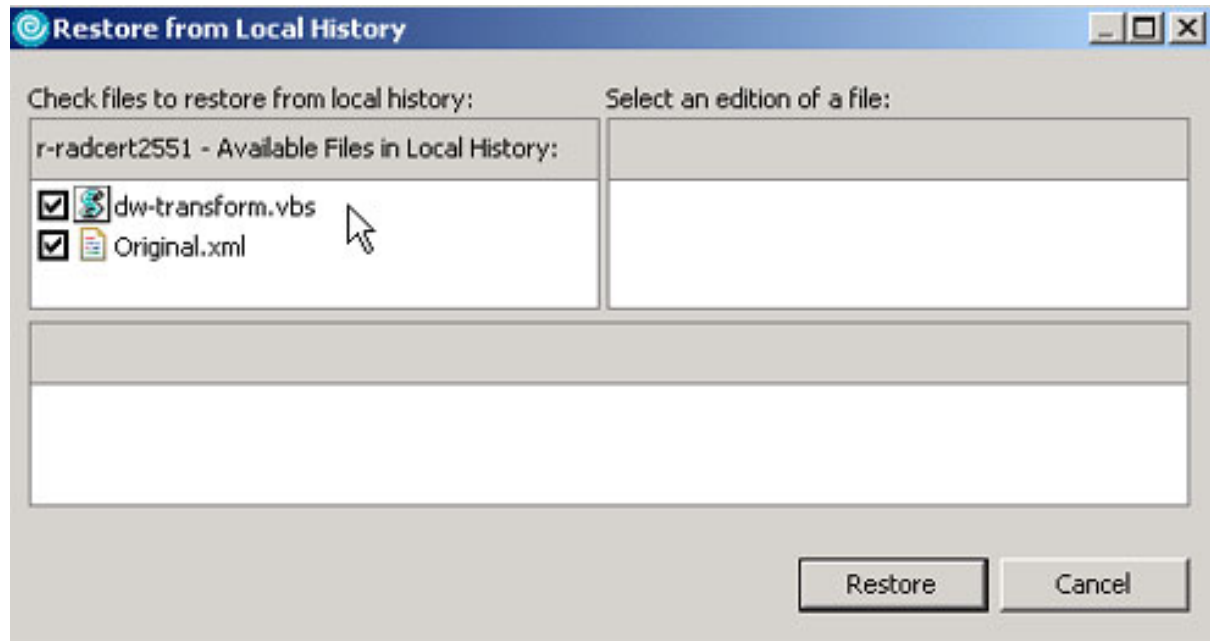 Restore from Local History
Check files to restore from local history:
Select an edition of a file:
r-radcert2551 - Available Files in Local History:
dw-transform.vbs
Original.xml
Restore
Cancel